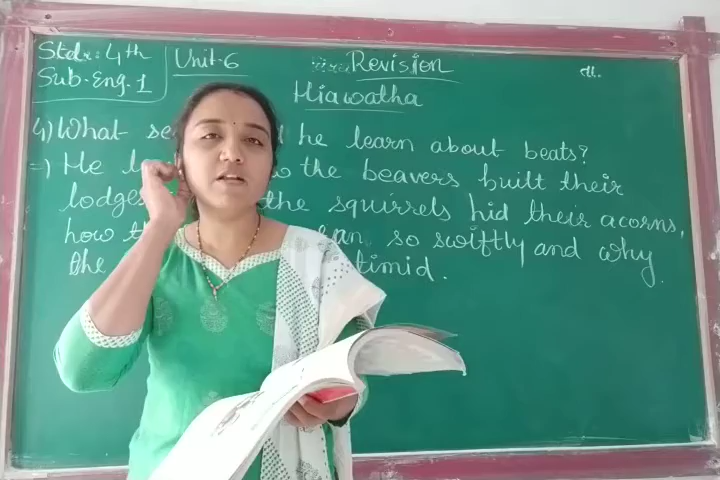 Std: 4th
Sub. Eng. 1
Unit-6
Revision
Hiawatha
4) What se he learn about beats?
=) He l the beavers built their
lodges the squirrels hid their acorns,
how so swiftly and why
the timid.